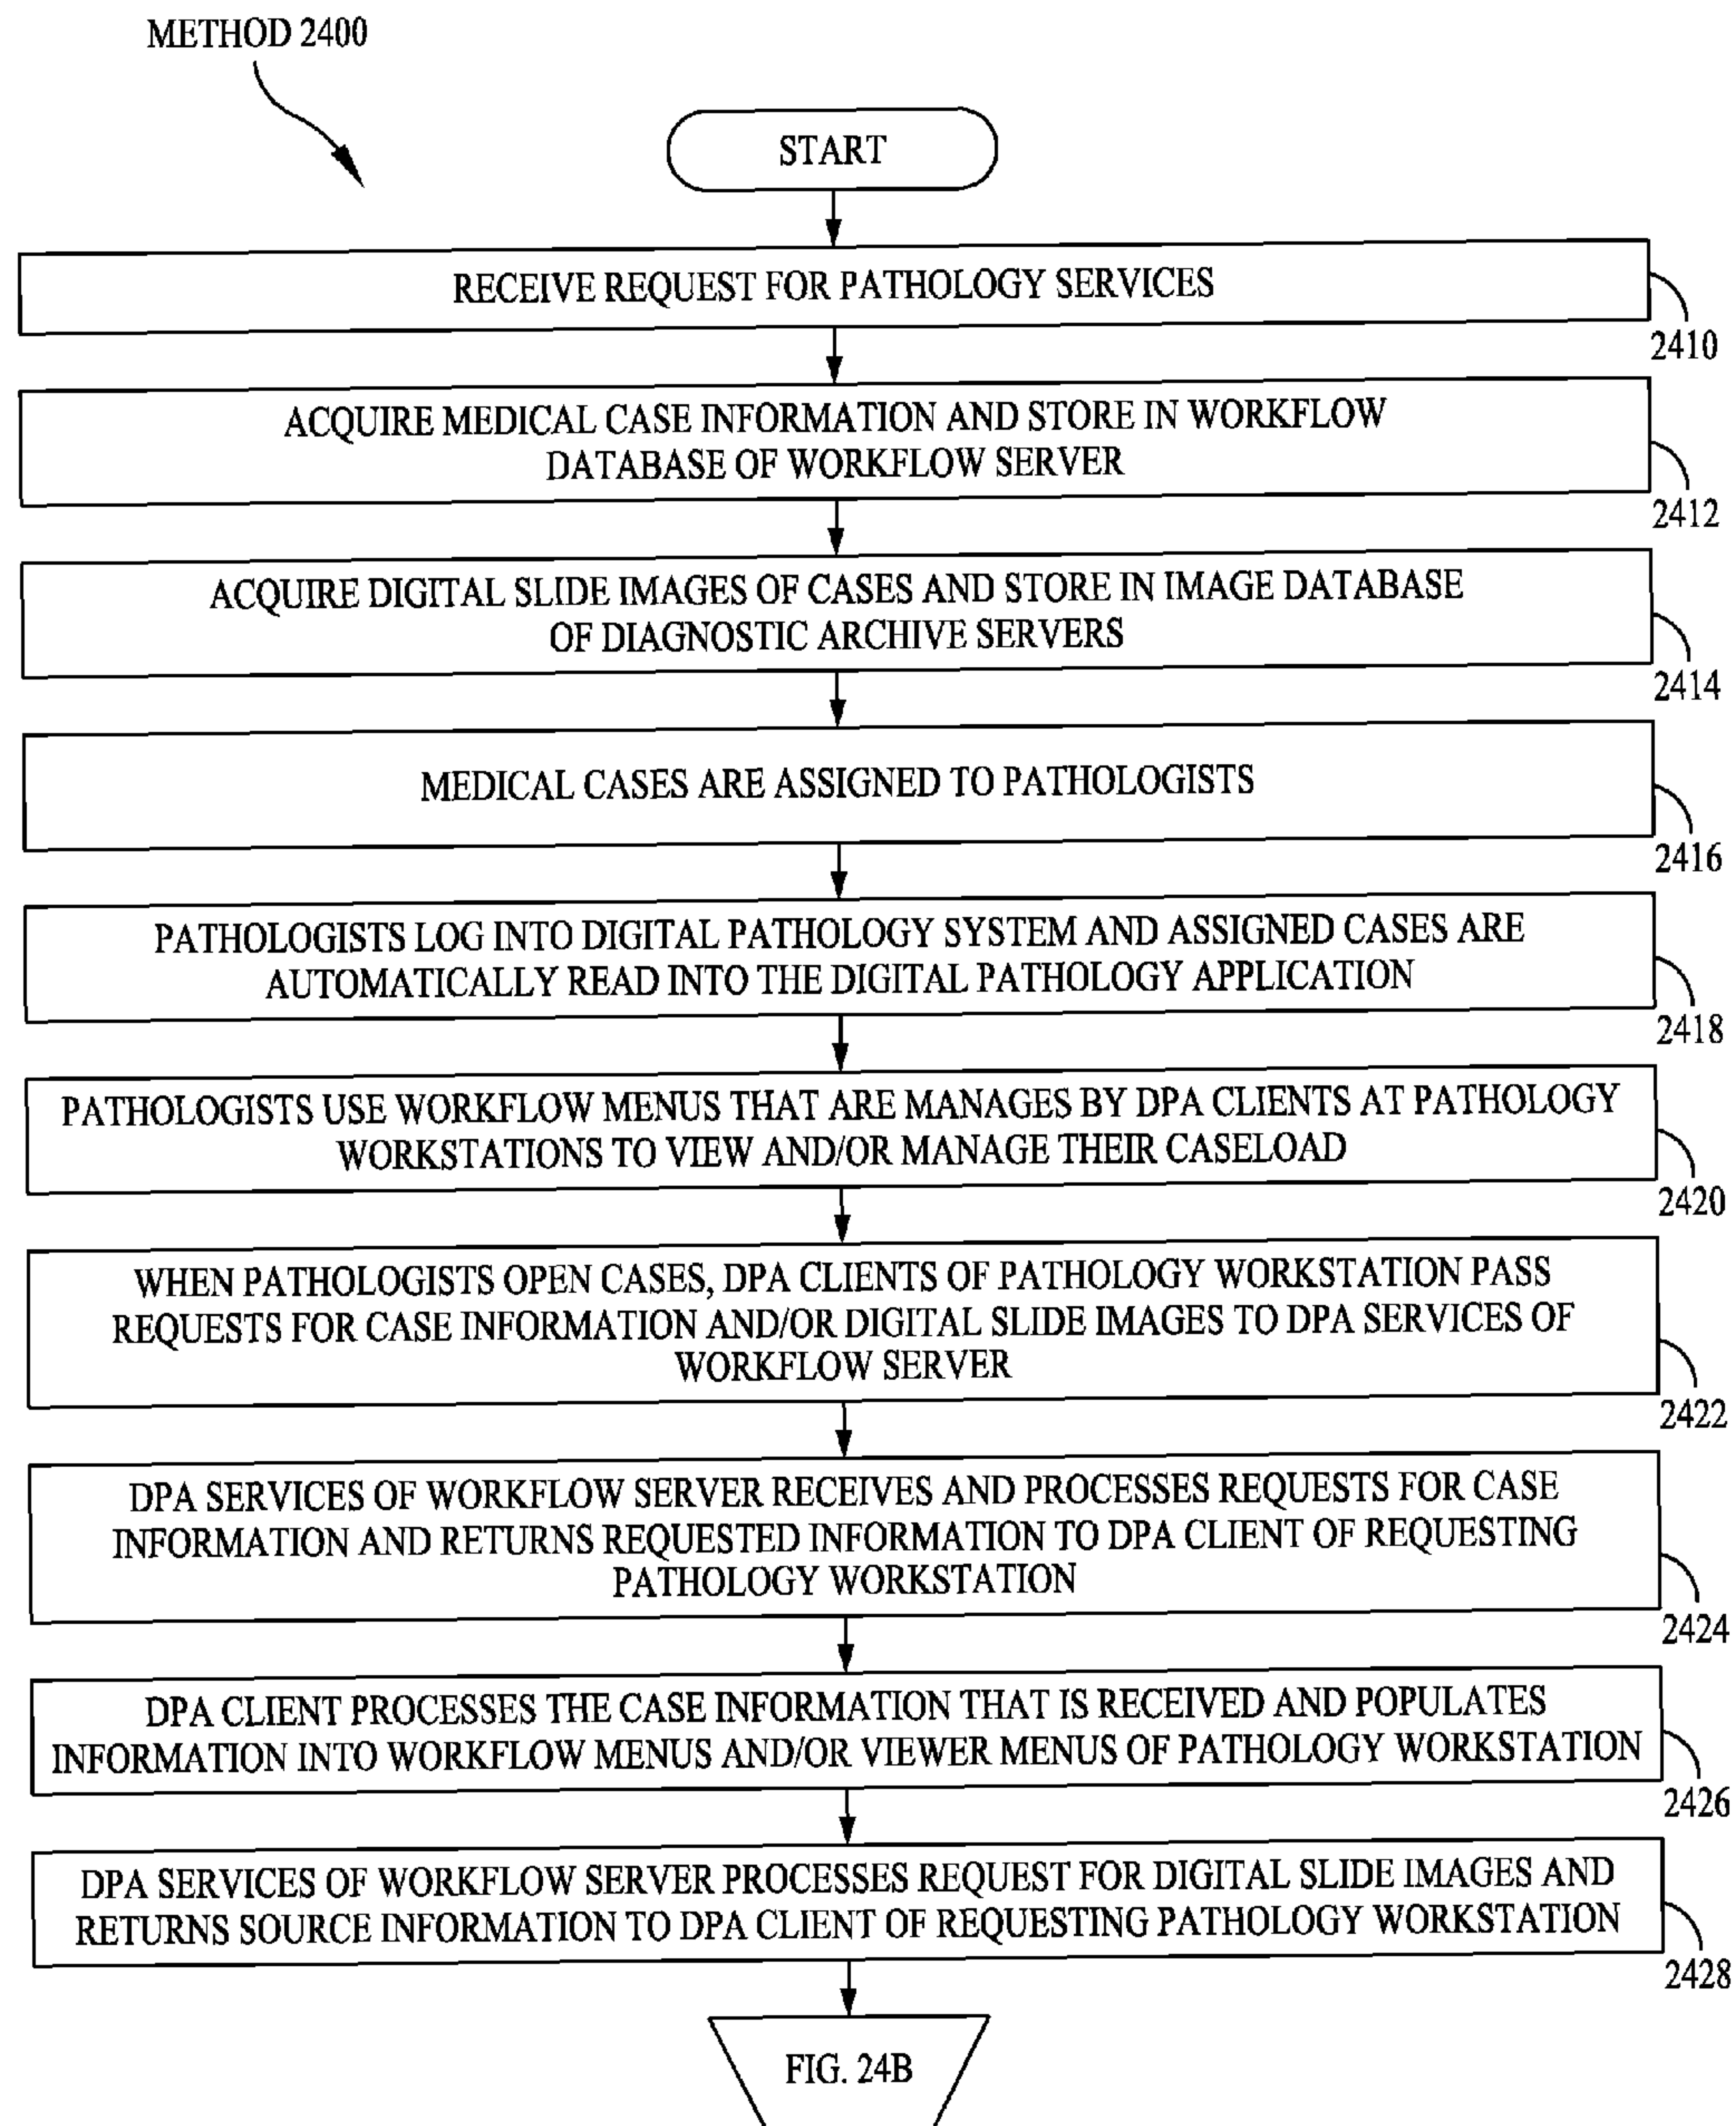 METHOD 2400
START
RECEIVE REQUEST FOR PATHOLOGY SERVICES
2410
ACQUIRE MEDICAL CASE INFORMATION AND STORE IN WORKFLOW
DATABASE OF WORKFLOW SERVER
2412
ACQUIRE DIGITAL SLIDE IMAGES OF CASES AND STORE IN IMAGE DATABASE
OF DIAGNOSTIC ARCHIVE SERVERS
2414
MEDICAL CASES ARE ASSIGNED TO PATHOLOGISTS
2416
PATHOLOGISTS LOG INTO DIGITAL PATHOLOGY SYSTEM AND ASSIGNED CASES ARE
AUTOMATICALLY READ INTO THE DIGITAL PATHOLOGY APPLICATION
2418
PATHOLOGISTS USE WORKFLOW MENUS THAT ARE MANAGES BY DPA CLIENTS AT PATHOLOGY
WORKSTATIONS TO VIEW AND/OR MANAGE THEIR CASELOAD
2420
WHEN PATHOLOGISTS OPEN CASES, DPA CLIENTS OF PATHOLOGY WORKSTATION PASS
REQUESTS FOR CASE INFORMATION AND/OR DIGITAL SLIDE IMAGES TO DPA SERVICES OF
WORKFLOW SERVER
2422
DPA SERVICES OF WORKFLOW SERVER RECEIVES AND PROCESSES REQUESTS FOR CASE
INFORMATION AND RETURNS REQUESTED INFORMATION TO DPA CLIENT OF REQUESTING
PATHOLOGY WORKSTATION
2424
DPA CLIENT PROCESSES THE CASE INFORMATION THAT IS RECEIVED AND POPULATES
INFORMATION INTO WORKFLOW MENUS AND/OR VIEWER MENUS OF PATHOLOGY WORKSTATION
2426
DPA SERVICES OF WORKFLOW SERVER PROCESSES REQUEST FOR DIGITAL SLIDE IMAGES AND
RETURNS SOURCE INFORMATION TO DPA CLIENT OF REQUESTING PATHOLOGY WORKSTATION
2428
FIG. 24B